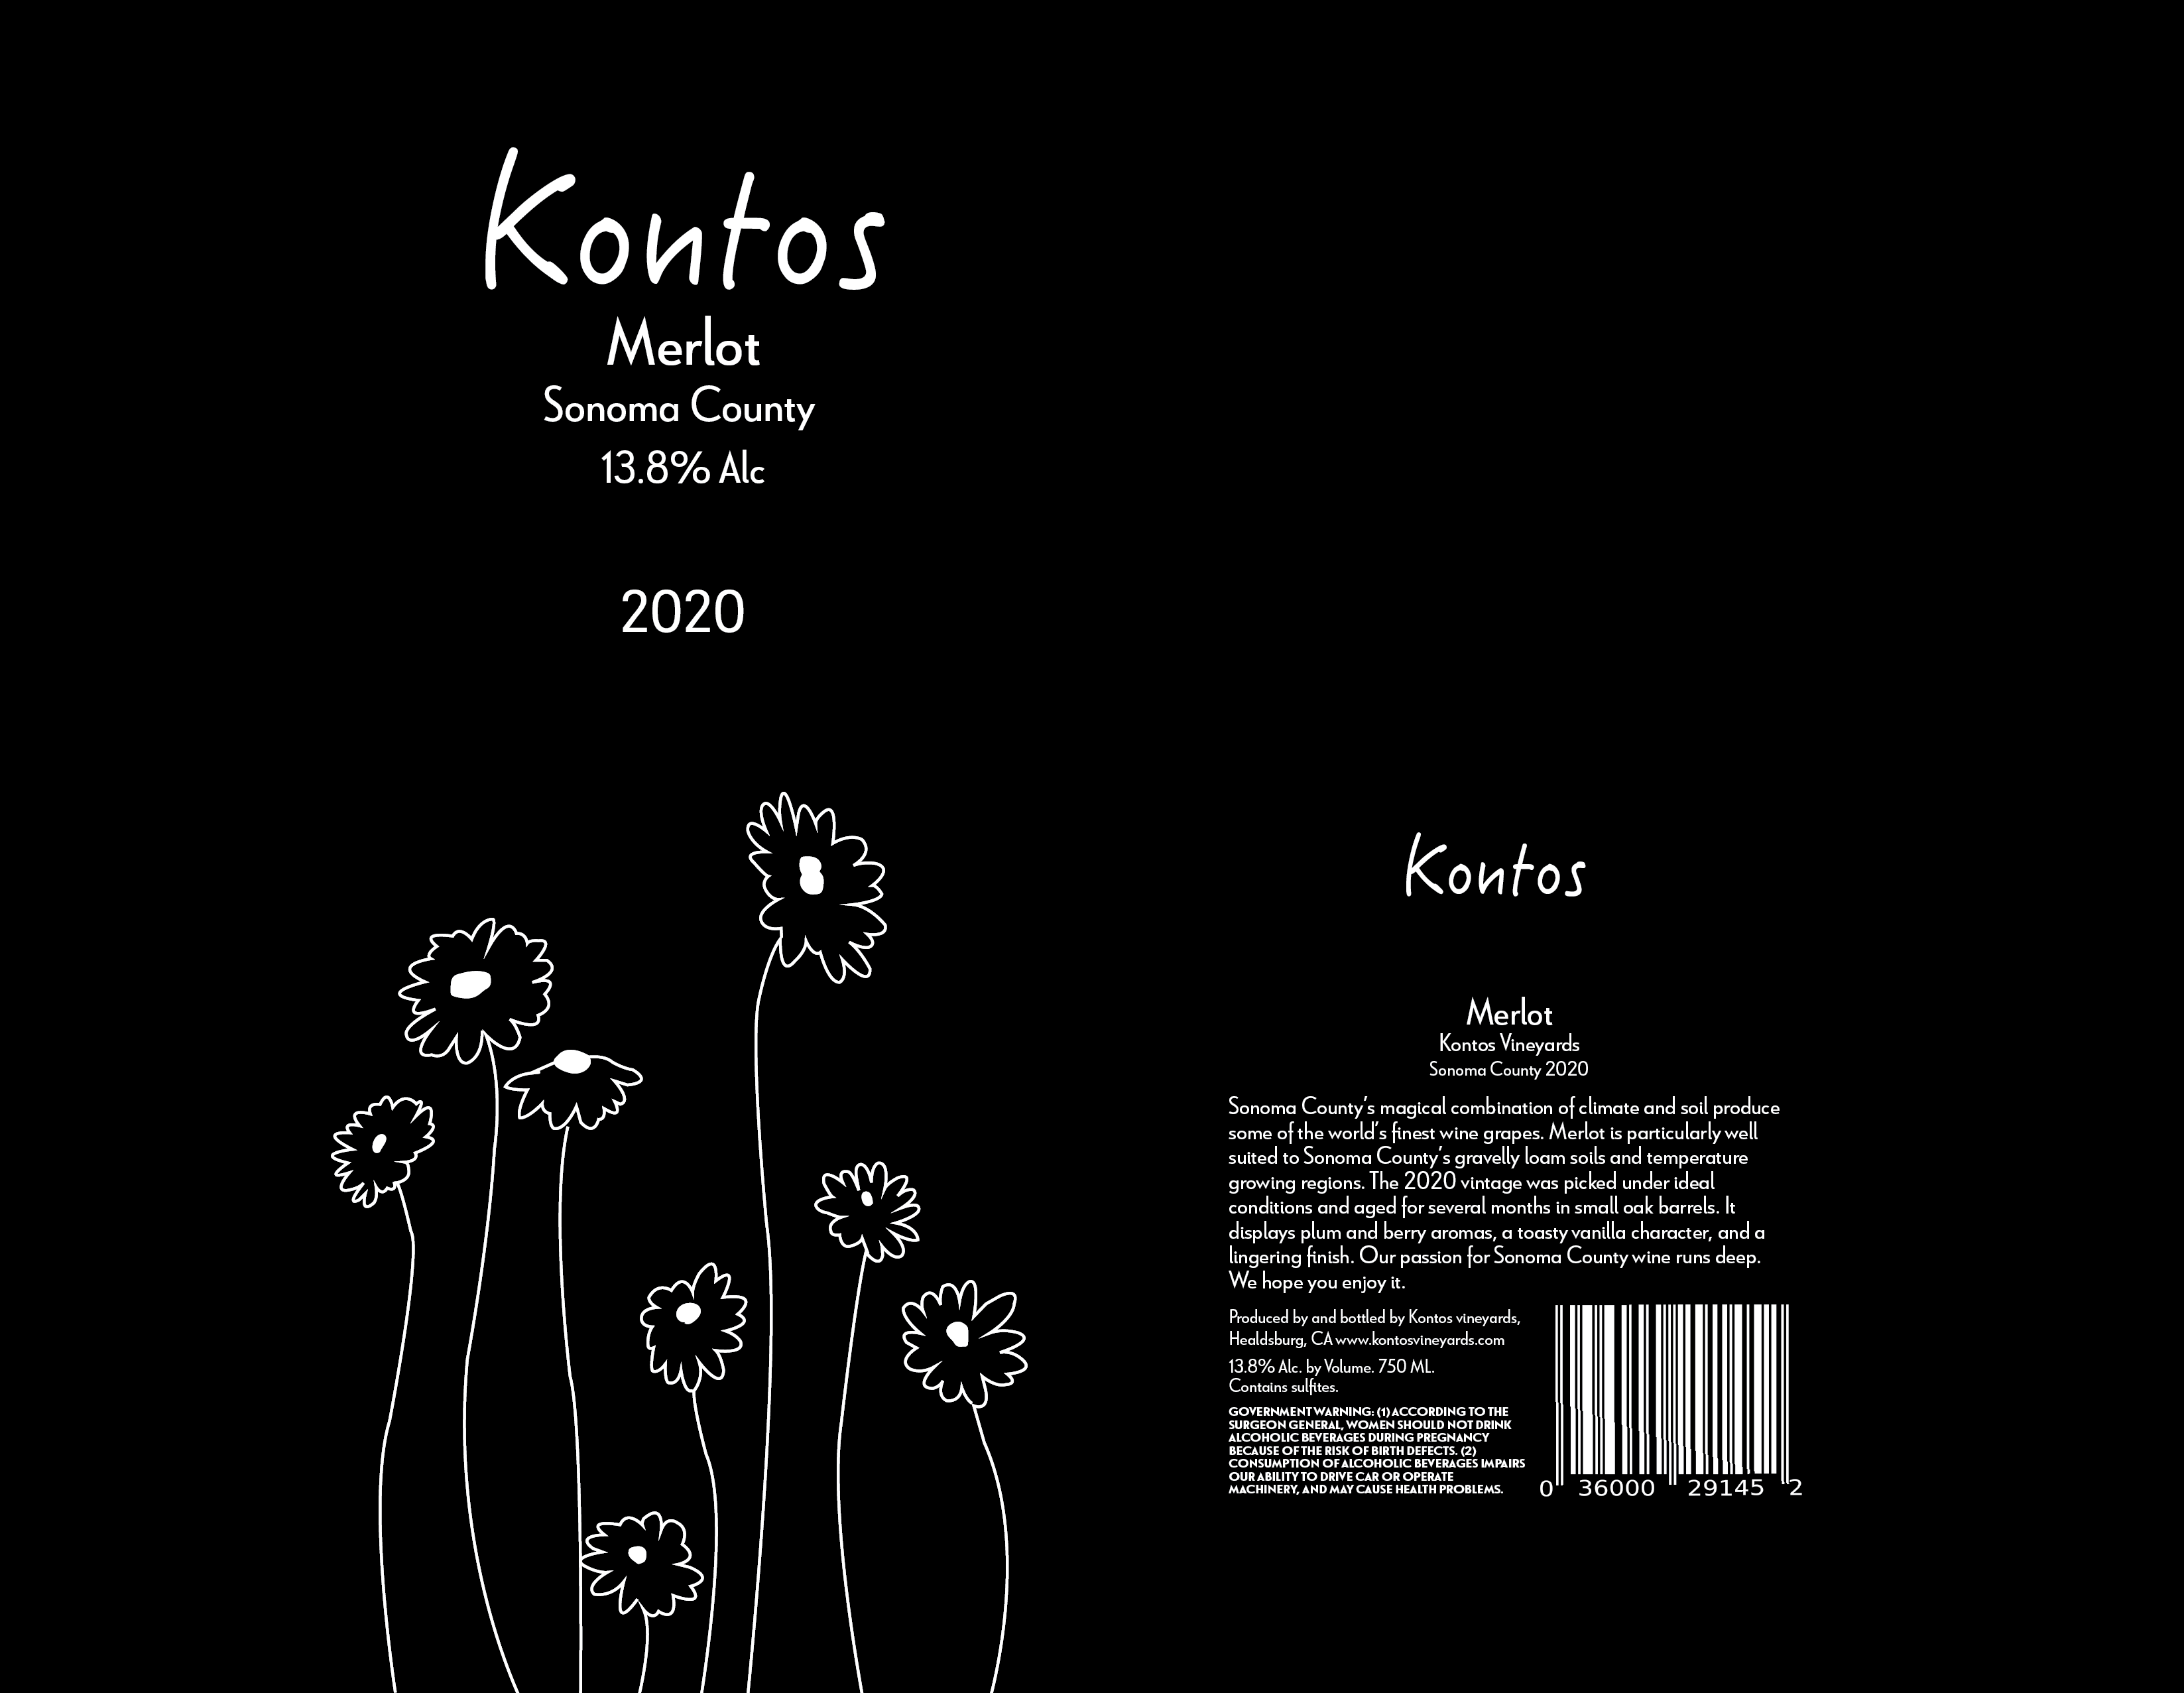 Kontos
Merlot
Sonoma County
13.8% Alc
2020
Kontos
Merlot
Kontos Vineyards
Sonoma County 2020
Sonoma County's magical combination of climate and soil produce
some of the world's finest wine grapes. Merlot is particularly well
suited to Sonoma County's gravelly loam soils and temperature
growing regions. The 2020 vintage was picked under ideal
conditions and aged for several months in small oak barrels. It
displays plum and berry aromas, a toasty vanilla character, and a
lingering finish. Our passion for Sonoma County wine runs deep.
We hope you enjoy it.
Produced by and bottled by Kontos vineyards,
Healdsburg, CA www.kontosvineyards.com
13.8% Alc. by Volume. 750 ML.
Contains sulfites.
GOVERNMENT WARNING: (1) ACCORDING TO THE
SURGEON GENERAL, WOMEN SHOULD NOT DRINK
ALCOHOLIC BEVERAGES DURING PREGNANCY
BECAUSE OF THE RISK OF BIRTH DEFECTS. (2)
CONSUMPTION OF ALCOHOLIC BEVERAGES IMPAIRS
OUR ABILITY TO DRIVE CAR OR OPERATE
MACHINERY, AND MAY CAUSE HEALTH PROBLEMS.
0 36000 29145 2